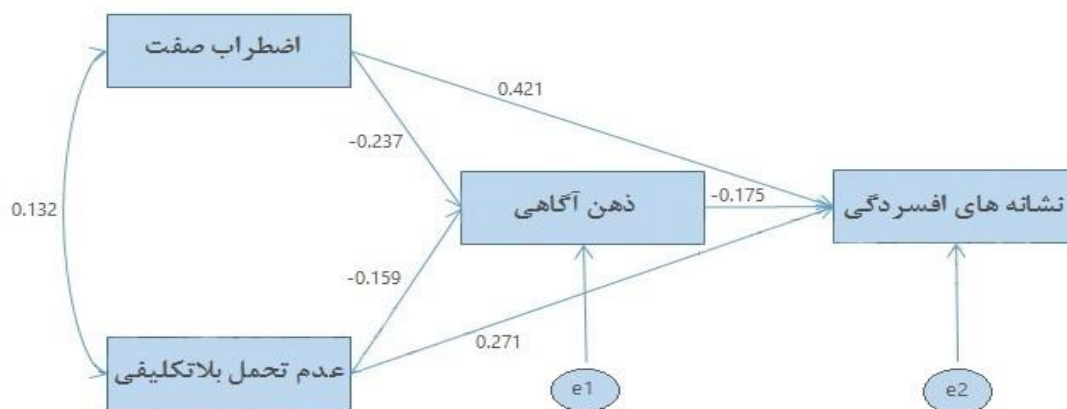 اضطراب صفت
0.421
-0.237
ذهن آگاهی
-0.175
نشانه های افسردگی
0.132
-0.159
عدم تحمل بلاتکلیفی
0.271
e1
e2